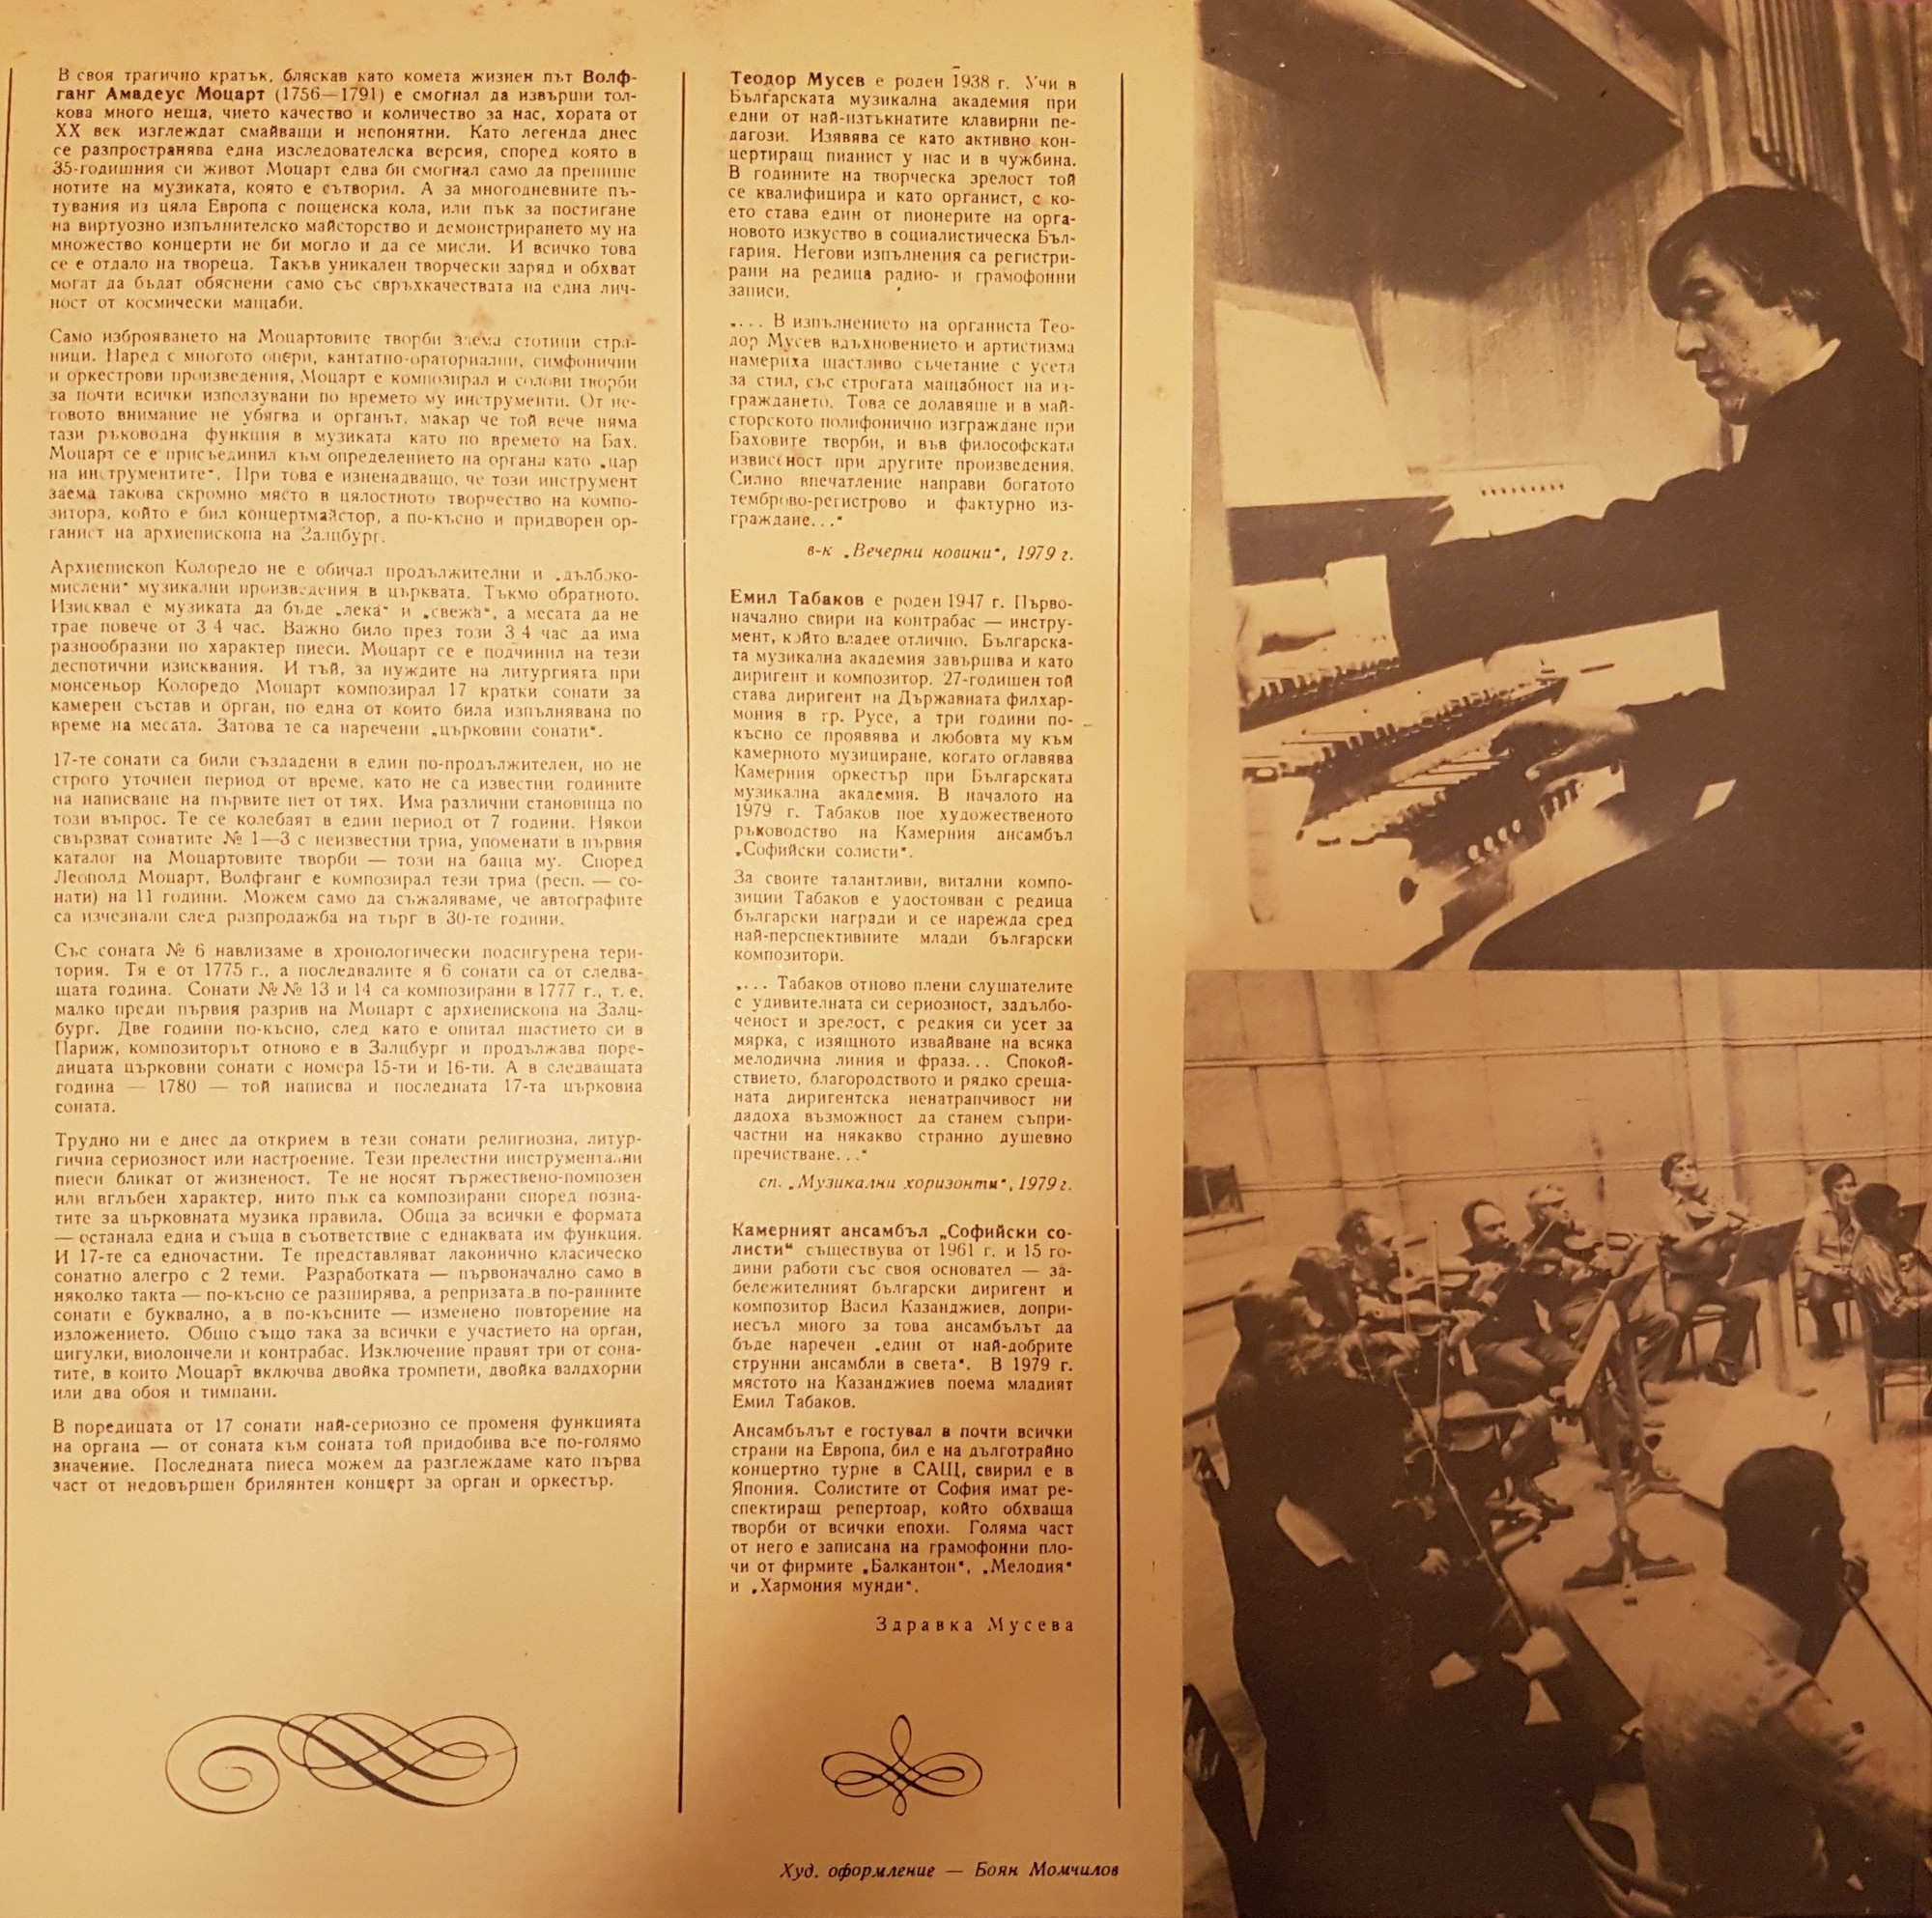 В своя трагично кратък, бляскав като комета жизнен път Волф-
ганг Амадеус Моцарт (1756—1791) е смогнал да извърши тол-
кова много неща, чието качество и количество за нас, хората от
XX век изглеждат смайващи и непонятни. Като легенда днес
се разпространява една изследователска версия, според която в
35-годишния си живот Моцарт едва би смогнал само да препише
нотите на музиката, която е сътворил. А за многодневните пъ-
тувания из цяла Европа с пощенска кола, или пък за постигане
на виртуозно изпълнителско майсторство и демонстрирането му на
множество концерти не би могло и да се мисли. И всичко това
се е отдало на твореца. Такъв уникален творчески заряд и обхват
могат да бъдат обяснени само със свръхкачествата на една лич-
ност от космически мащаби.
Само изброяването на Моцартовите творби заема стотици стра-
ници. Наред с многото опери, кантатно-ораториални, симфонични
и оркестрови произведения, Моцарт е композирал и солови творби
за почти всички използувани по времето му инструменти. От не-
говото внимание не убягва и органът, макар че той вече няма
тази ръководна функция в музиката като по времето на Бах.
Моцарт се е присъединил към определението на органа като „цар
на инструментите“. При това е изненадващо, че този инструмент
заема такова скромно място в цялостното творчество на компо-
зитора, който е бил концертмайстор, а по-късно и придворен ор-
ганист на архиепископа на Залцбург.
Архиепископ Колоредо не е обичал продължителни и „дълбоко-
мислени“ музикални произведения в църквата. Тъкмо обратното.
Изисквал е музиката да бъде „лека“ и „свежа“, а месата да не
трае повече от 3 4 час. Важно било през този 3 4 час да има
разнообразни по характер пиеси. Моцарт се е подчинил на тези
деспотични изисквания. И тъй, за нуждите на литургията при
монсеньор Колоредо Моцарт композирал 17 кратки сонати за
камерен състав и орган, по една от които била изпълнявана по
време на месата. Затова те са наречени „църковни сонати“.
17-те сонати са били създадени в един по-продължителен, но не
строго уточнен период от време, като не са известни годините
на написване на първите пет от тях. Има различни становища по
този въпрос. Те се колебаят в един период от 7 години. Някои
свързват сонатите № 1—3 с неизвестни триа, упоменати в първия
каталог на Моцартовите творби — този на баща му. Според
Леополд Моцарт, Волфганг е композирал тези триа (респ. — со-
нати) на 11 години. Можем само да съжаляваме, че автографите
са изчезнали след разпродажба на търг в 30-те години.
Със соната № 6 навлизаме в хронологически подсигурена тери-
тория. Тя е от 1775 г., а последвалите я 6 сонати са от следва-
щата година. Сонати №№ 13 и 14 са композирани в 1777 г., т. е.
малко преди първия разрив на Моцарт с архиепископа на Залц-
бург. Две години по-късно, след като е опитал щастието си в
Париж, композиторът отново е в Залцбург и продължава поре-
дицата църковни сонати с номера 15-ти и 16-ти. А в следващата
година — 1780 — той написва и последната 17-та църковна
соната.
Трудно ни е днес да открием в тези сонати религиозна, литур-
гична сериозност или настроение. Тези прелестни инструментални
пиеси бликат от жизненост. Те не носят тържествено-помпозен
или вглъбен характер, нито пък са композирани според позна-
тите за църковната музика правила. Обща за всички е формата
— останала една и съща в съответствие с еднаквата им функция.
И 17-те са едночастни. Те представляват лаконично класическо
сонатно алегро с 2 теми. Разработката — първоначално само в
няколко такта — по-късно се разширява, а репризата в по-ранните
сонати е буквално, а в по-късните — изменено повторение на
изложението. Общо също така за всички е участието на орган,
цигулки, виолончели и контрабас. Изключение правят три от сона-
тите, в които Моцарт включва двойка тромпети, двойка валдхорни
или два обоя и тимпани.
В поредицата от 17 сонати най-сериозно се променя функцията
на органа — от соната към соната той придобива все по-голямо
значение. Последната пиеса можем да разглеждаме като първа
част от недовършен брилянтен концерт за орган и оркестър.
Теодор Мусев е роден 1938 г. Учи в
Българската музикална академия при
едни от най-изтъкнатите клавирни пе-
дагози. Изявява се като активно кон-
цертиращ пианист у нас и в чужбина.
В годините на творческа зрелост той
се квалифицира и като органист, с ко-
ето става един от пионерите на орга-
новото изкуство в социалистическа Бъл-
гария. Негови изпълнения са регистри-
рани на редица радио- и грамофонни
записи.
„... В изпълнението на органиста Тео-
дор Мусев вдъхновението и артистизма
намериха щастливо съчетание с усета
за стил, със строгата мащабност на из-
граждането. Това се долавяше и в май-
сторското полифонично изграждане при
Баховите творби, и във философската
извисеност при другите произведения.
Силно впечатление направи богатото
темброво-регистрово и фактурно из-
граждане...“
в-к „Вечерни новини“, 1979 г.
Емил Табаков е роден 1947 г. Първо-
начално свири на контрабас — инстру-
мент, който владее отлично. Българска-
та музикална академия завършва и като
диригент и композитор. 27-годишен той
става диригент на Държавната филхар-
мония в гр. Русе, а три години по-
късно се проявява и любовта му към
камерното музициране, когато оглавява
Камерния оркестър при Българската
музикална академия. В началото на
1979 г. Табаков пое художественото
ръководство на Камерния ансамбъл
„Софийски солисти“.
За своите талантливи, витални компо-
зиции Табаков е удостояван с редица
български награди и се нарежда сред
най-перспективните млади български
композитори.
„... Табаков отново плени слушателите
с удивителната си сериозност, задълбо-
ченост и зрелост, с редкия си усет за
мярка, с изящното извайване на всяка
мелодична линия и фраза... Спокой-
ствието, благородството и рядко среща-
ната диригентска ненатрапчивост ни
дадоха възможност да станем съпри-
частни на някакво странно душевно
пречистване...“
сп. „Музикални хоризонти“, 1979 г.
Камерният ансамбъл „Софийски со-
листи“ съществува от 1961 г. и 15 го-
дини работи със своя основател — за-
бележителният български диригент и
композитор Васил Казанджиев, допри-
несъл много за това ансамбълът да
бъде наречен „един от най-добрите
струнни ансамбли в света“. В 1979 г.
мястото на Казанджиев поема младият
Емил Табаков.
Ансамбълът е гостувал в почти всички
страни на Европа, бил е на дълготрайно
концертно турне в САЩ, свирил е в
Япония. Солистите от София имат ре-
спектиращ репертоар, който обхваща
творби от всички епохи. Голяма част
от него е записана на грамофонни пло-
чи от фирмите „Балкантон“, „Мелодия“
и „Хармония мунди“.
Здравка Мусева
Худ. оформление — Боян Момчилов